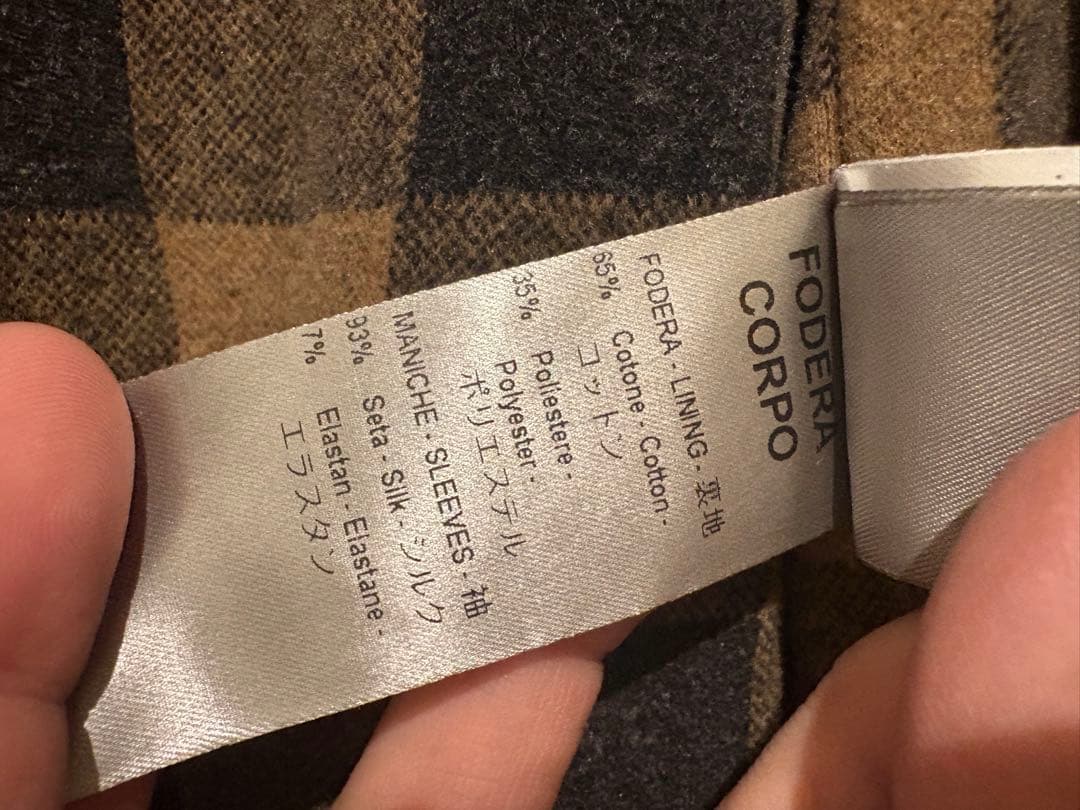 FODERA
CORPO
FODERA - LINING - 裏地
65% Cotone - Cotton -
コットン
35% Poliestere -
Polyester -
ポリエステル
MANICHE - SLEEVES - 袖
93% Seta - Silk - シルク
7% Elastan - Elastane -
エラスタン